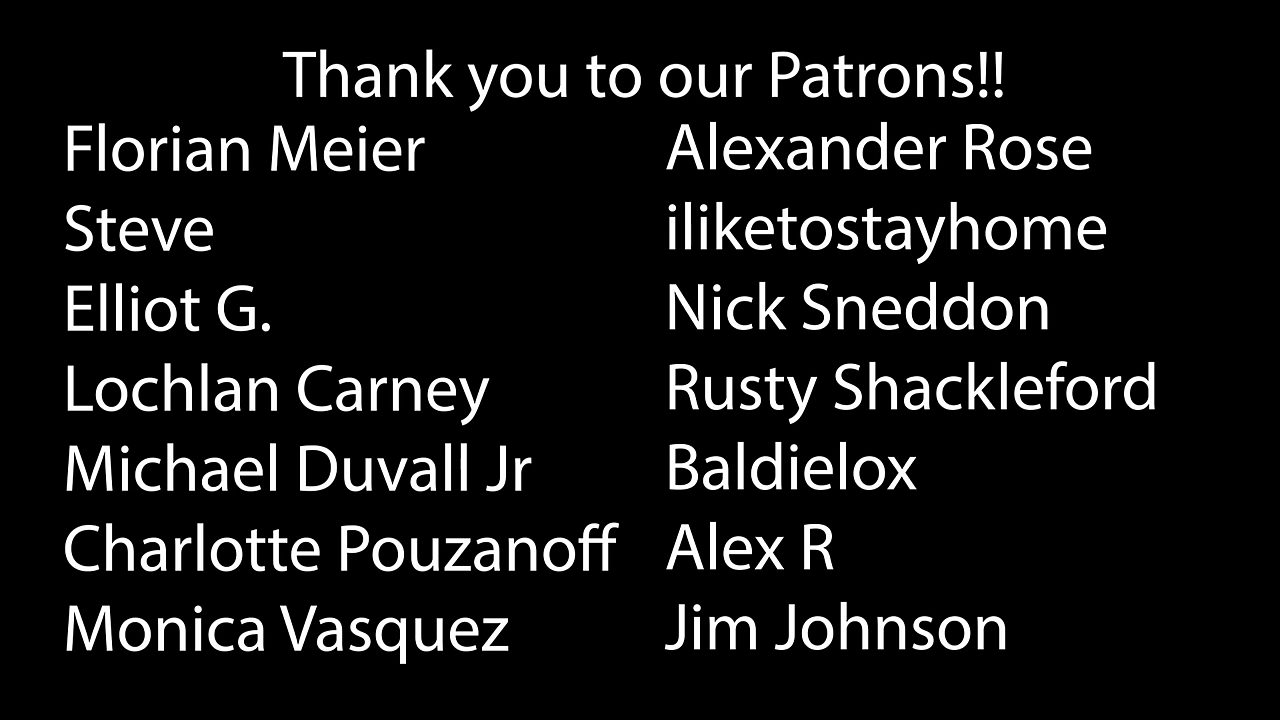 Thank you to our Patrons!!
Florian Meier
Steve
Elliot G.
Lochlan Carney
Michael Duvall Jr
Charlotte Pouzanoff
Monica Vasquez
Alexander Rose
iliketostayhome
Nick Sneddon
Rusty Shackleford
Baldielox
Alex R
Jim Johnson